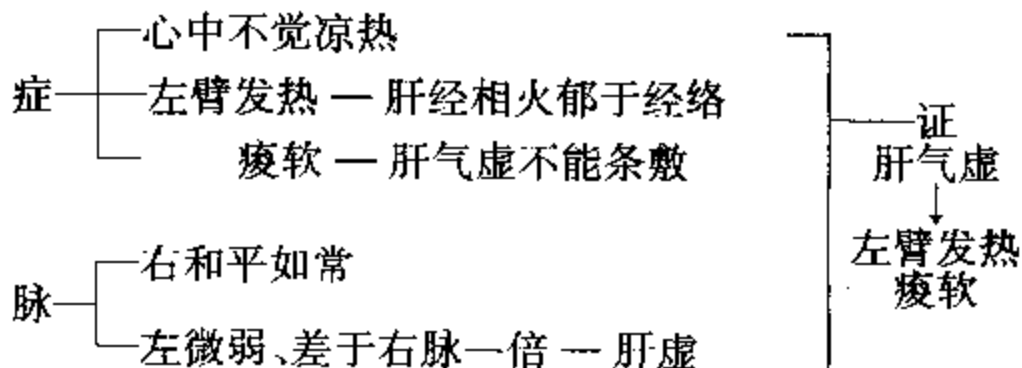 心中不觉凉热
症 左臂发热 — 肝经相火郁于经络
痠软 — 肝气虚不能条敷
证
肝气虚
左臂发热
痠软
右和平如常
脉
左微弱、差于右脉一倍 — 肝虚